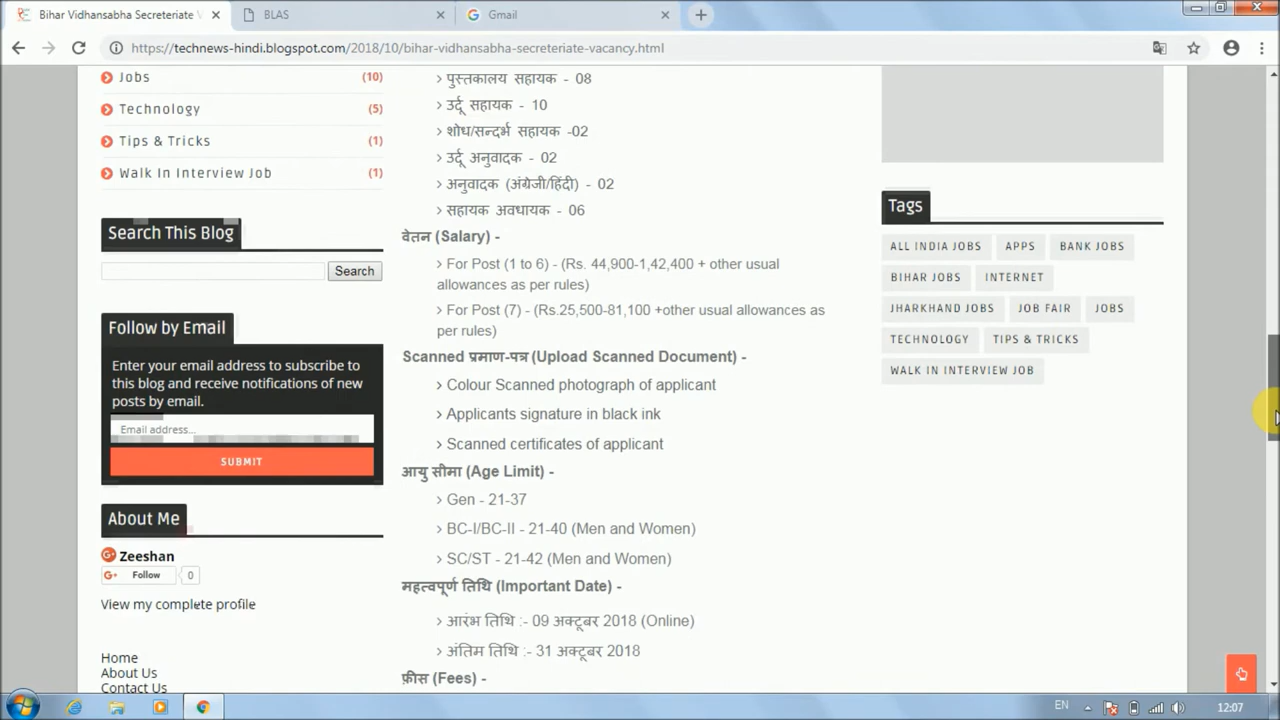 Bihar Vidhansabha Secreteriate V
BLAS
Gmail
https://technews-hindi.blogspot.com/2018/10/bihar-vidhansabha-secreteriate-vacancy.html
Jobs (10)
Technology (5)
Tips & Tricks (1)
Walk In Interview Job (1)
Search This Blog
Search
Follow by Email
Enter your email address to subscribe to
this blog and receive notifications of new
posts by email.
Email address...
SUBMIT
About Me
Zeeshan
Follow 0
View my complete profile
Home
About Us
Contact Us
पुस्तकालय सहायक - 08
उर्दू सहायक - 10
शोध/सन्दर्भ सहायक -02
उर्दू अनुवादक - 02
अनुवादक (अंग्रेजी/हिंदी) - 02
सहायक अवधायक - 06
वेतन (Salary) -
For Post (1 to 6) - (Rs. 44,900-1,42,400 + other usual
allowances as per rules)
For Post (7) - (Rs.25,500-81,100 +other usual allowances as
per rules)
Scanned प्रमाण-पत्र (Upload Scanned Document) -
Colour Scanned photograph of applicant
Applicants signature in black ink
Scanned certificates of applicant
आयु सीमा (Age Limit) -
Gen - 21-37
BC-I/BC-II - 21-40 (Men and Women)
SC/ST - 21-42 (Men and Women)
महत्वपूर्ण तिथि (Important Date) -
आरंभ तिथि :- 09 अक्टूबर 2018 (Online)
अंतिम तिथि :- 31 अक्टूबर 2018
फ़ीस (Fees) -
Tags
ALL INDIA JOBS APPS BANK JOBS
BIHAR JOBS INTERNET
JHARKHAND JOBS JOB FAIR JOBS
TECHNOLOGY TIPS & TRICKS
WALK IN INTERVIEW JOB
EN 12:07